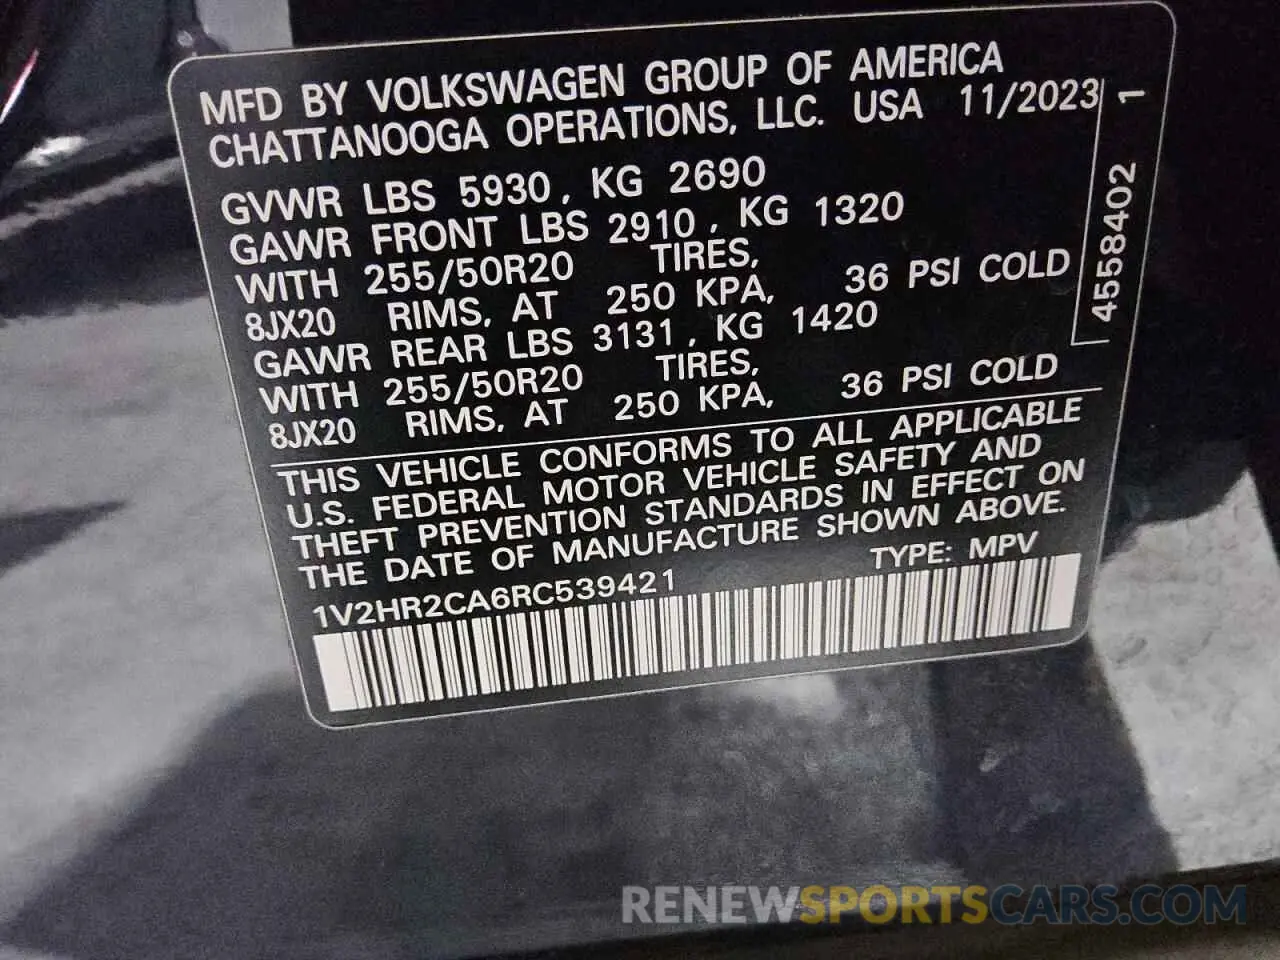 MFD BY VOLKSWAGEN GROUP OF AMERICA
CHATTANOOGA OPERATIONS, LLC. USA 11/2023
GVWR LBS 5930, KG 2690
GAWR FRONT LBS 2910, KG 1320
WITH 255/50R20 TIRES,
8JX20 RIMS, AT 250 KPA, 36 PSI COLD
GAWR REAR LBS 3131, KG 1420
WITH 255/50R20 TIRES,
8JX20 RIMS, AT 250 KPA, 36 PSI COLD
THIS VEHICLE CONFORMS TO ALL APPLICABLE
U.S. FEDERAL MOTOR VEHICLE SAFETY AND
THEFT PREVENTION STANDARDS IN EFFECT ON
THE DATE OF MANUFACTURE SHOWN ABOVE.
1V2HR2CA6RC539421 TYPE: MPV
4558402 1
RENEWSPORTSCARS.COM